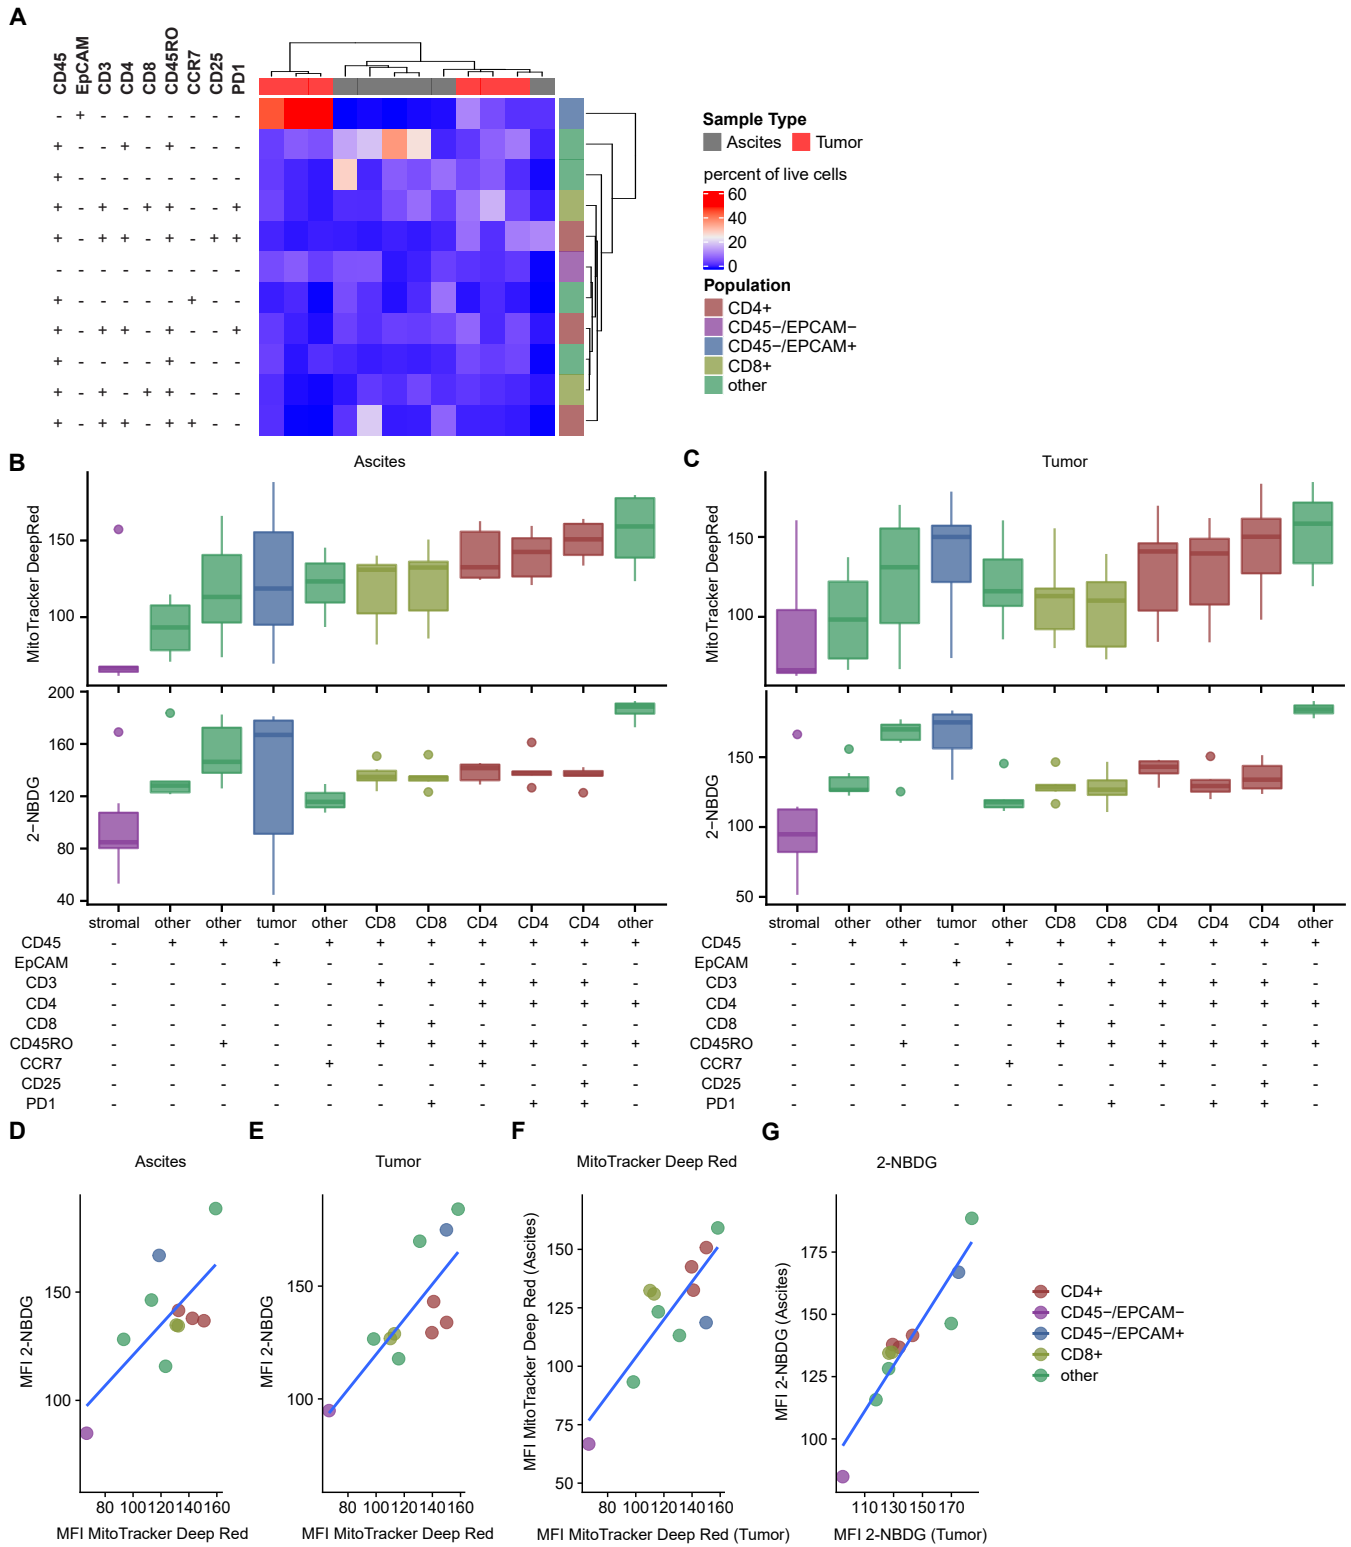 A
CD45 EpCAM CD3 CD4 CD8 CD45RO CCR7 CD25 PD1
- + - - - - - - -
+ - - + - + - - -
+ - - - - - - - -
+ - + - + + - - +
+ - + + - + - + +
- - - - - - - - -
+ - - - - - + - -
+ - + + - + - - +
+ - - - - + - - -
+ - + - + + - - -
+ - + + - + + - -
Sample Type
Ascites Tumor
percent of live cells
60
40
20
0
Population
CD4+
CD45−/EPCAM−
CD45−/EPCAM+
CD8+
other
B
Ascites
MitoTracker DeepRed
150
100
2−NBDG
200
160
120
80
40
stromal other other tumor other CD8 CD8 CD4 CD4 CD4 other
CD45 - + + - + + + + + + +
EpCAM - - - + - - - - - - -
CD3 - - - - - + + + + + -
CD4 - - - - - - - + + + +
CD8 - - - - - + + - - - -
CD45RO - - + - - + + + + + +
CCR7 - - - - + - - + - - -
CD25 - - - - - - - - - + -
PD1 - - - - - - + - + + -
C
Tumor
MitoTracker DeepRed
150
100
2−NBDG
150
100
50
stromal other other tumor other CD8 CD8 CD4 CD4 CD4 other
CD45 - + + - + + + + + + +
EpCAM - - - + - - - - - - -
CD3 - - - - - + + + + + -
CD4 - - - - - - - + + + +
CD8 - - - - - + + - - - -
CD45RO - - + - - + + + + + +
CCR7 - - - - + - - + - - -
CD25 - - - - - - - - - + -
PD1 - - - - - - + - + + -
D
Ascites
MFI 2-NBDG
150
100
80 100 120 140 160
MFI MitoTracker Deep Red
E
Tumor
MFI 2-NBDG
150
100
80 100 120 140 160
MFI MitoTracker Deep Red
F
MitoTracker Deep Red
MFI MitoTracker Deep Red (Ascites)
150
125
100
75
50
80 100 120 140 160
MFI MitoTracker Deep Red (Tumor)
G
2-NBDG
MFI 2-NBDG (Ascites)
175
150
125
100
110 130 150 170
MFI 2-NBDG (Tumor)
CD4+
CD45−/EPCAM−
CD45−/EPCAM+
CD8+
other